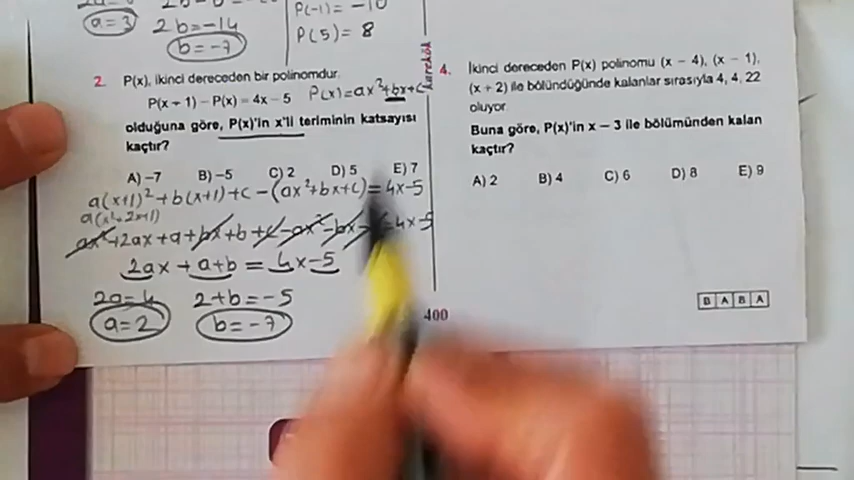 a=3
2b=-14
b=-7
P(-1) = -10
P(5) = 8
karekök
2. P(x), ikinci dereceden bir polinomdur.
P(x + 1) – P(x) = 4x – 5
P(x)=ax²+bx+c
olduğuna göre, P(x)'in x'li teriminin katsayısı
kaçtır?
A) –7 B) –5 C) 2 D) 5 E) 7
a(x+1)²+b(x+1)+c-(ax²+bx+c)=4x-5
a(x²+2x+1)
ax²+2ax+a+bx+b+c-ax²-bx =4x-5
2ax+a+b=4x-5
2a=4 2+b=-5
a=2 b=-7
4. İkinci dereceden P(x) polinomu (x – 4), (x – 1),
(x + 2) ile bölündüğünde kalanlar sırasıyla 4, 4, 22
oluyor.
Buna göre, P(x)'in x – 3 ile bölümünden kalan
kaçtır?
A) 2 B) 4 C) 6 D) 8 E) 9
B A B A
400